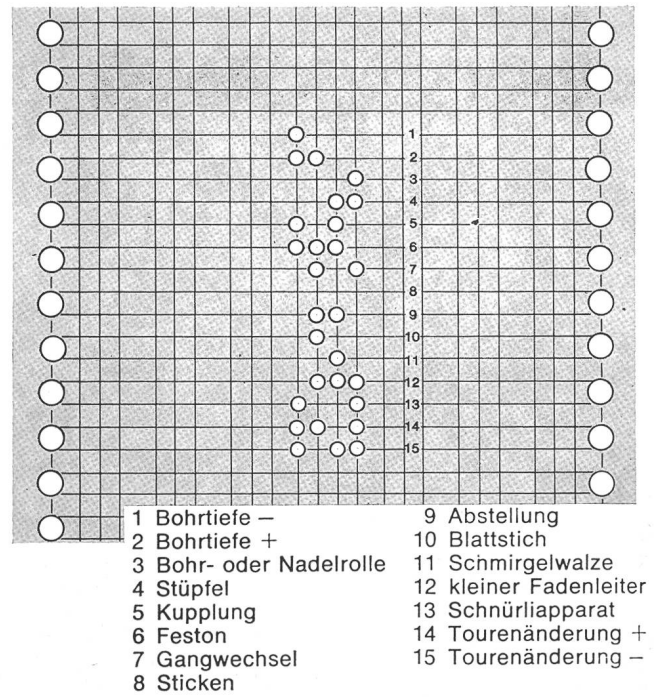 1
2
3
4
5
6
7
8
9
10
11
12
13
14
15
1 Bohrtiefe –
2 Bohrtiefe +
3 Bohr- oder Nadelrolle
4 Stüpfel
5 Kupplung
6 Feston
7 Gangwechsel
8 Sticken
9 Abstellung
10 Blattstich
11 Schmirgelwalze
12 kleiner Fadenleiter
13 Schnürliapparat
14 Tourenänderung +
15 Tourenänderung –